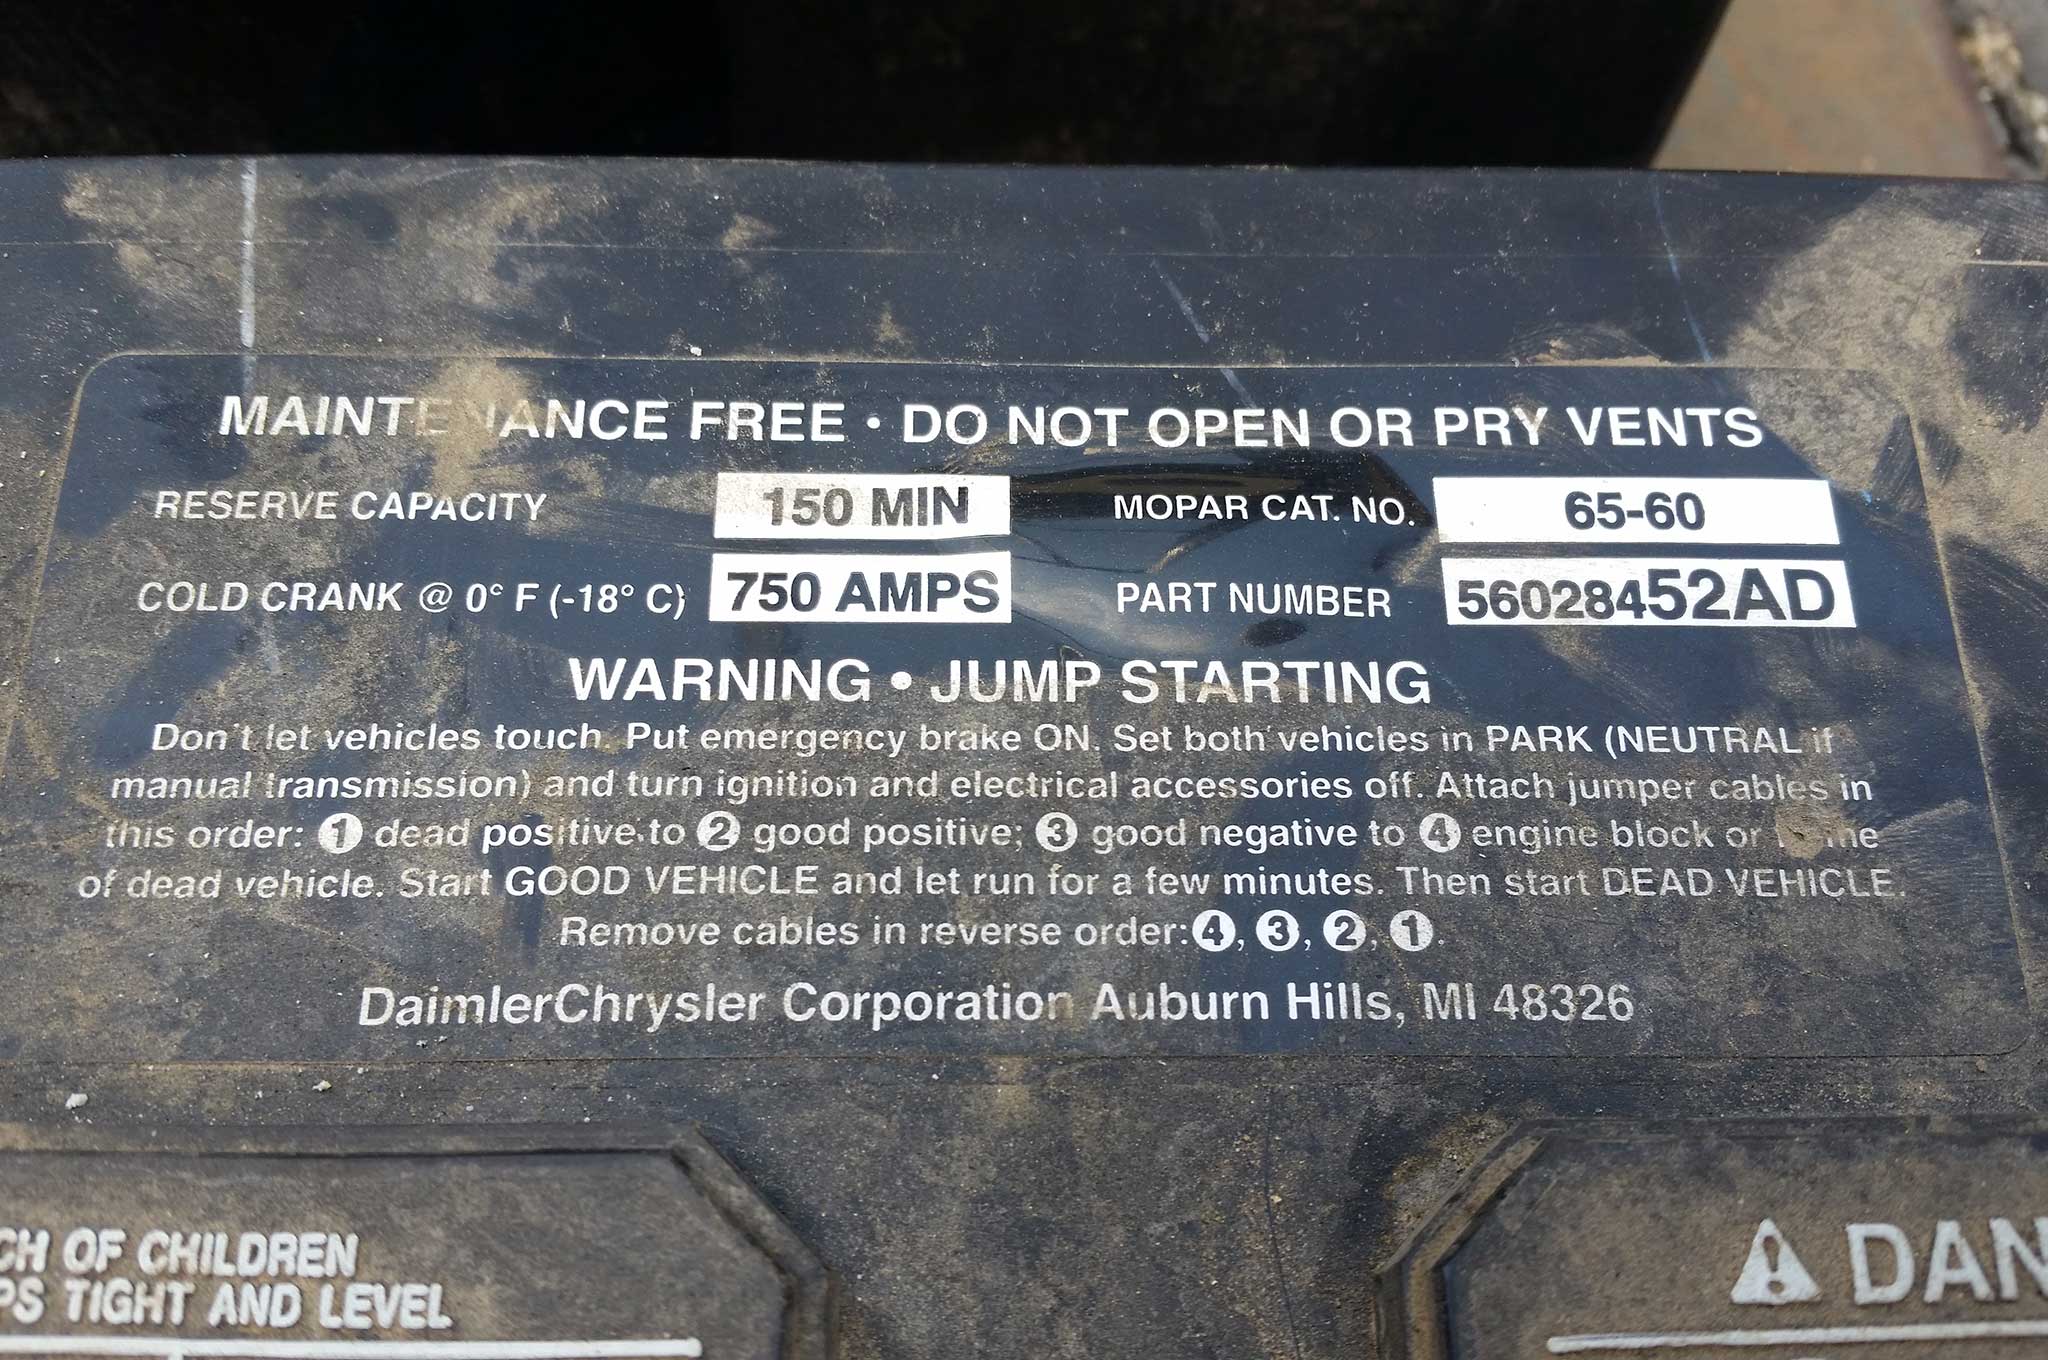 MAINTENANCE FREE • DO NOT OPEN OR PRY VENTS
RESERVE CAPACITY 150 MIN MOPAR CAT. NO. 65-60
COLD CRANK @ 0° F (-18° C) 750 AMPS PART NUMBER 56028452AD
WARNING • JUMP STARTING
Don't let vehicles touch. Put emergency brake ON. Set both vehicles in PARK (NEUTRAL if
manual transmission) and turn ignition and electrical accessories off. Attach jumper cables in
this order: 1 dead positive to 2 good positive; 3 good negative to 4 engine block or
of dead vehicle. Start GOOD VEHICLE and let run for a few minutes. Then start DEAD VEHICLE.
Remove cables in reverse order: 4, 3, 2, 1.
DaimlerChrysler Corporation Auburn Hills, MI 48326
OF CHILDREN
TIGHT AND LEVEL